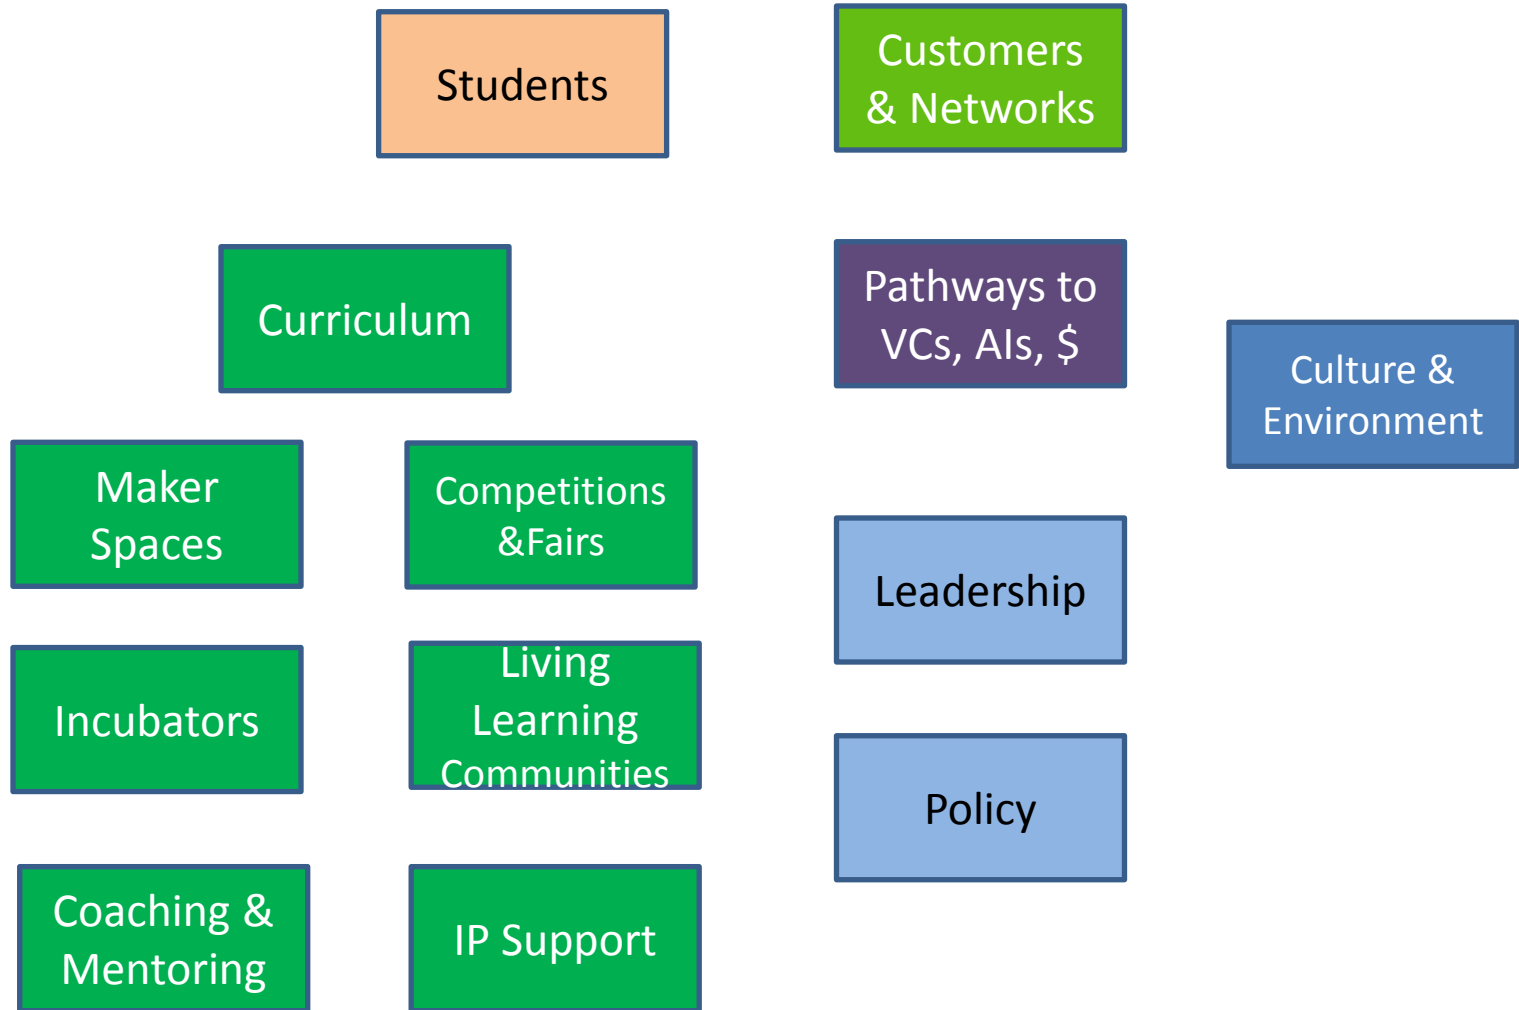 Students
Customers
& Networks
Curriculum
Pathways to
VCs, AIs, $
Culture &
Environment
Maker
Spaces
Competitions
&Fairs
Leadership
Incubators
Living
Learning
Communities
Policy
Coaching &
Mentoring
IP Support